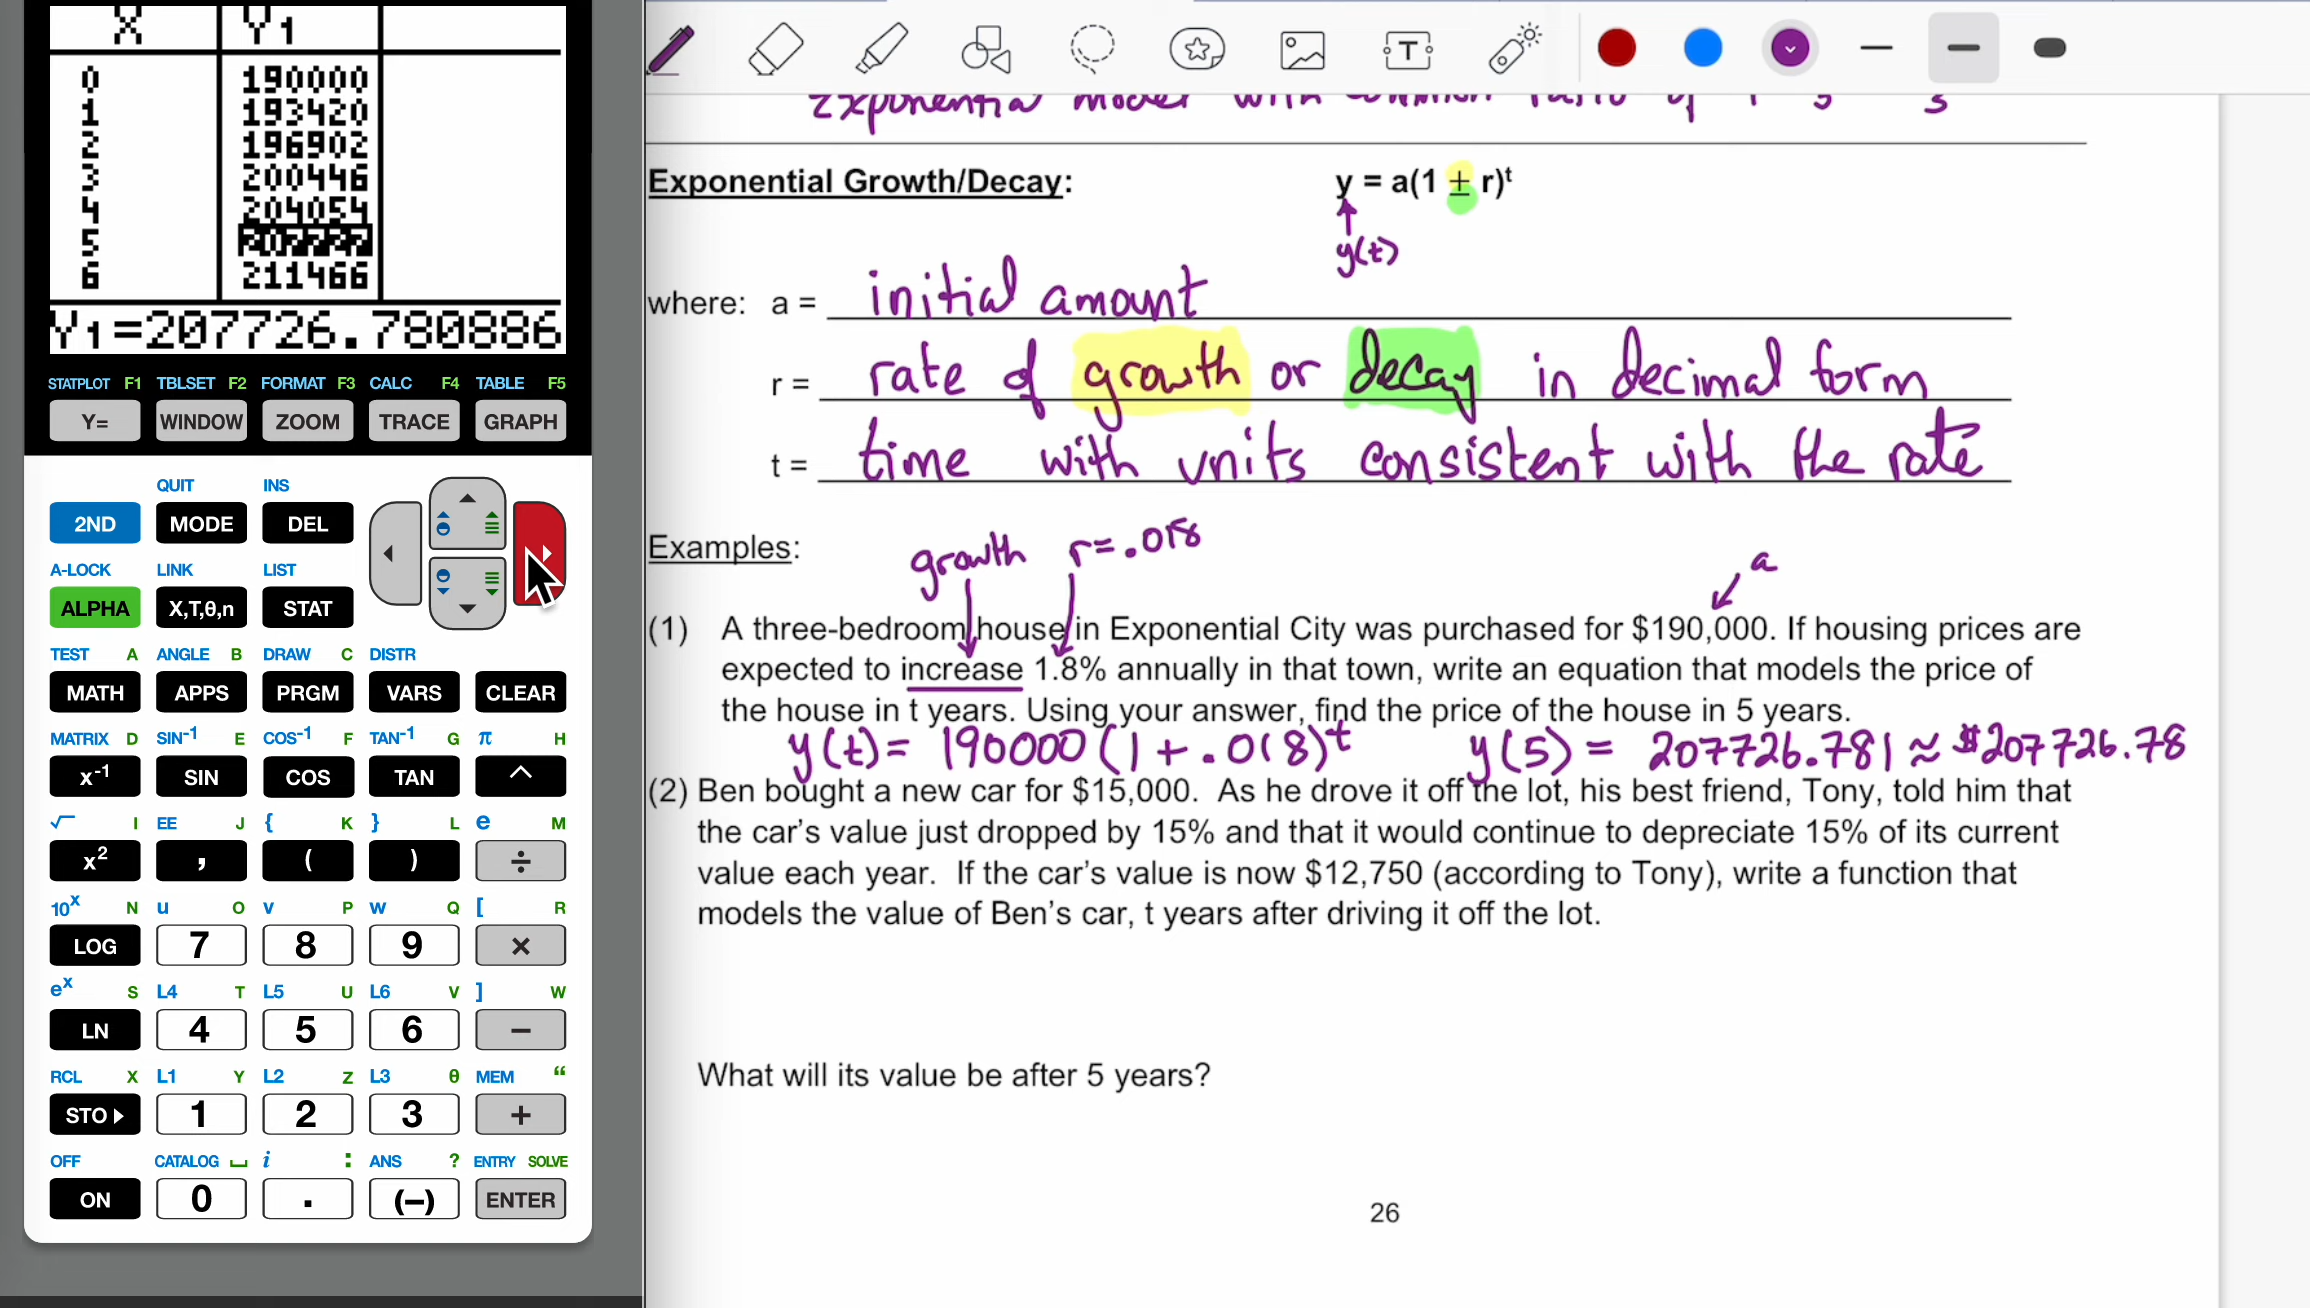 X Y1
0 190000
1 193420
2 196902
3 200446
4 204054
5 207727
6 211466
Y1=207726.780886
STATPLOT F1 TBLSET F2 FORMAT F3 CALC F4 TABLE F5
Y= WINDOW ZOOM TRACE GRAPH
QUIT INS
2ND MODE DEL
A-LOCK LINK LIST
ALPHA X,T,θ,n STAT
TEST A ANGLE B DRAW C DISTR
MATH APPS PRGM VARS CLEAR
MATRIX D SIN⁻¹ E COS⁻¹ F TAN⁻¹ G π H
x⁻¹ SIN COS TAN ^
√ I EE J { K } L e M
x² , ( ) ÷
10ˣ N u O v P w Q [ R
LOG 7 8 9 ×
eˣ S L4 T L5 U L6 V ] W
LN 4 5 6 −
RCL X L1 Y L2 Z L3 θ MEM “
STO▸ 1 2 3 +
OFF CATALOG ⎵ i : ANS ? ENTRY SOLVE
ON 0 . (−) ENTER
T
Exponential model with common ratio of
Exponential Growth/Decay: y = a(1 ± r)ᵗ
y(t)
where: a = initial amount
r = rate of growth or decay in decimal form
t = time with units consistent with the rate
Examples: growth r=.018 a
(1) A three-bedroom house in Exponential City was purchased for $190,000. If housing prices are
expected to increase 1.8% annually in that town, write an equation that models the price of
the house in t years. Using your answer, find the price of the house in 5 years.
y(t)= 190000(1+.018)ᵗ y(5) = 207726.781 ≈ $207726.78
(2) Ben bought a new car for $15,000. As he drove it off the lot, his best friend, Tony, told him that
the car’s value just dropped by 15% and that it would continue to depreciate 15% of its current
value each year. If the car’s value is now $12,750 (according to Tony), write a function that
models the value of Ben’s car, t years after driving it off the lot.
What will its value be after 5 years?
26